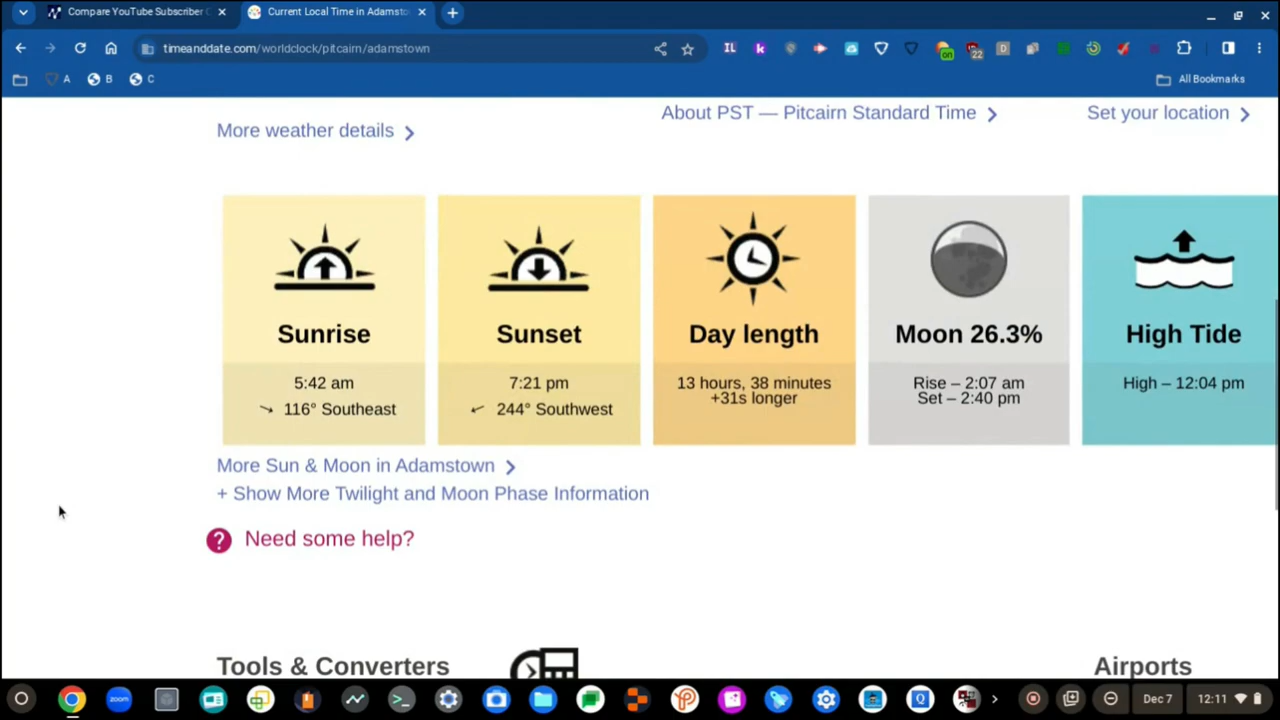 Compare YouTube Subscriber C
Current Local Time in Adamsto
timeanddate.com/worldclock/pitcairn/adamstown
IL
k
on
22
D
A
B
C
All Bookmarks
More weather details
About PST — Pitcairn Standard Time
Set your location
Sunrise
5:42 am
116° Southeast
Sunset
7:21 pm
244° Southwest
Day length
13 hours, 38 minutes
+31s longer
Moon 26.3%
Rise – 2:07 am
Set – 2:40 pm
High Tide
High – 12:04 pm
More Sun & Moon in Adamstown
+ Show More Twilight and Moon Phase Information
? Need some help?
Tools & Converters
Airports
zoom
Q
Dec 7
12:11